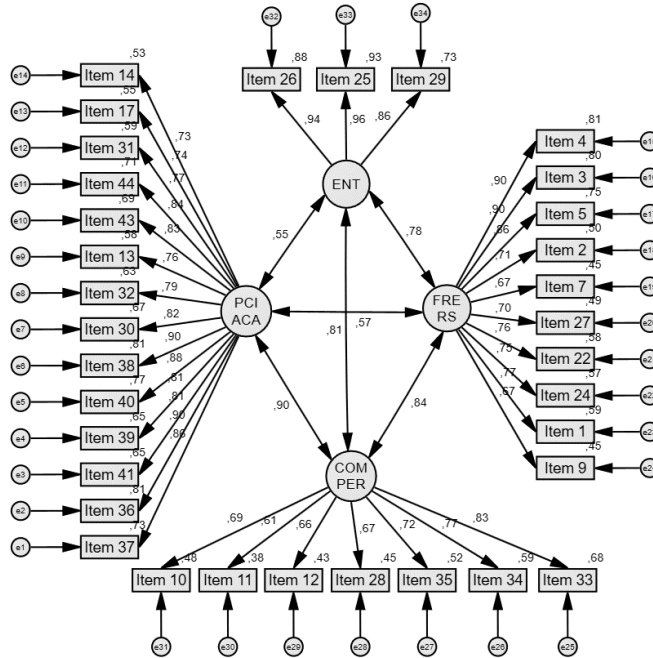 e32 e33 e34
,88 ,93 ,73
Item 26 Item 25 Item 29
,94 ,96 ,86
ENT
e14 ,53 Item 14
e13 ,55 Item 17
e12 ,59 Item 31
e11 ,71 Item 44
e10 ,69 Item 43
e9 ,58 Item 13
e8 ,63 Item 32
e7 ,67 Item 30
e6 ,81 Item 38
e5 ,77 Item 40
e4 ,65 Item 39
e3 ,65 Item 41
e2 ,81 Item 36
e1 ,73 Item 37
,73
,74
,77
,84
,83
,76
,79
,82
,90
,88
,81
,81
,90
,86
PCI
ACA
,55 ,78
,81 ,57
,90 ,84
FRE
RS
,90
,90
,86
,71
,67
,70
,76
,75
,77
,67
,81 Item 4
,80 Item 3
,75 Item 5
,50 Item 2
,45 Item 7
,49 Item 27
,58 Item 22
,57 Item 24
,59 Item 1
,45 Item 9
COM
PER
,69 ,61 ,66 ,67 ,72 ,77 ,83
,48 ,38 ,43 ,45 ,52 ,59 ,68
Item 10 Item 11 Item 12 Item 28 Item 35 Item 34 Item 33
e31 e30 e29 e28 e27 e26 e25